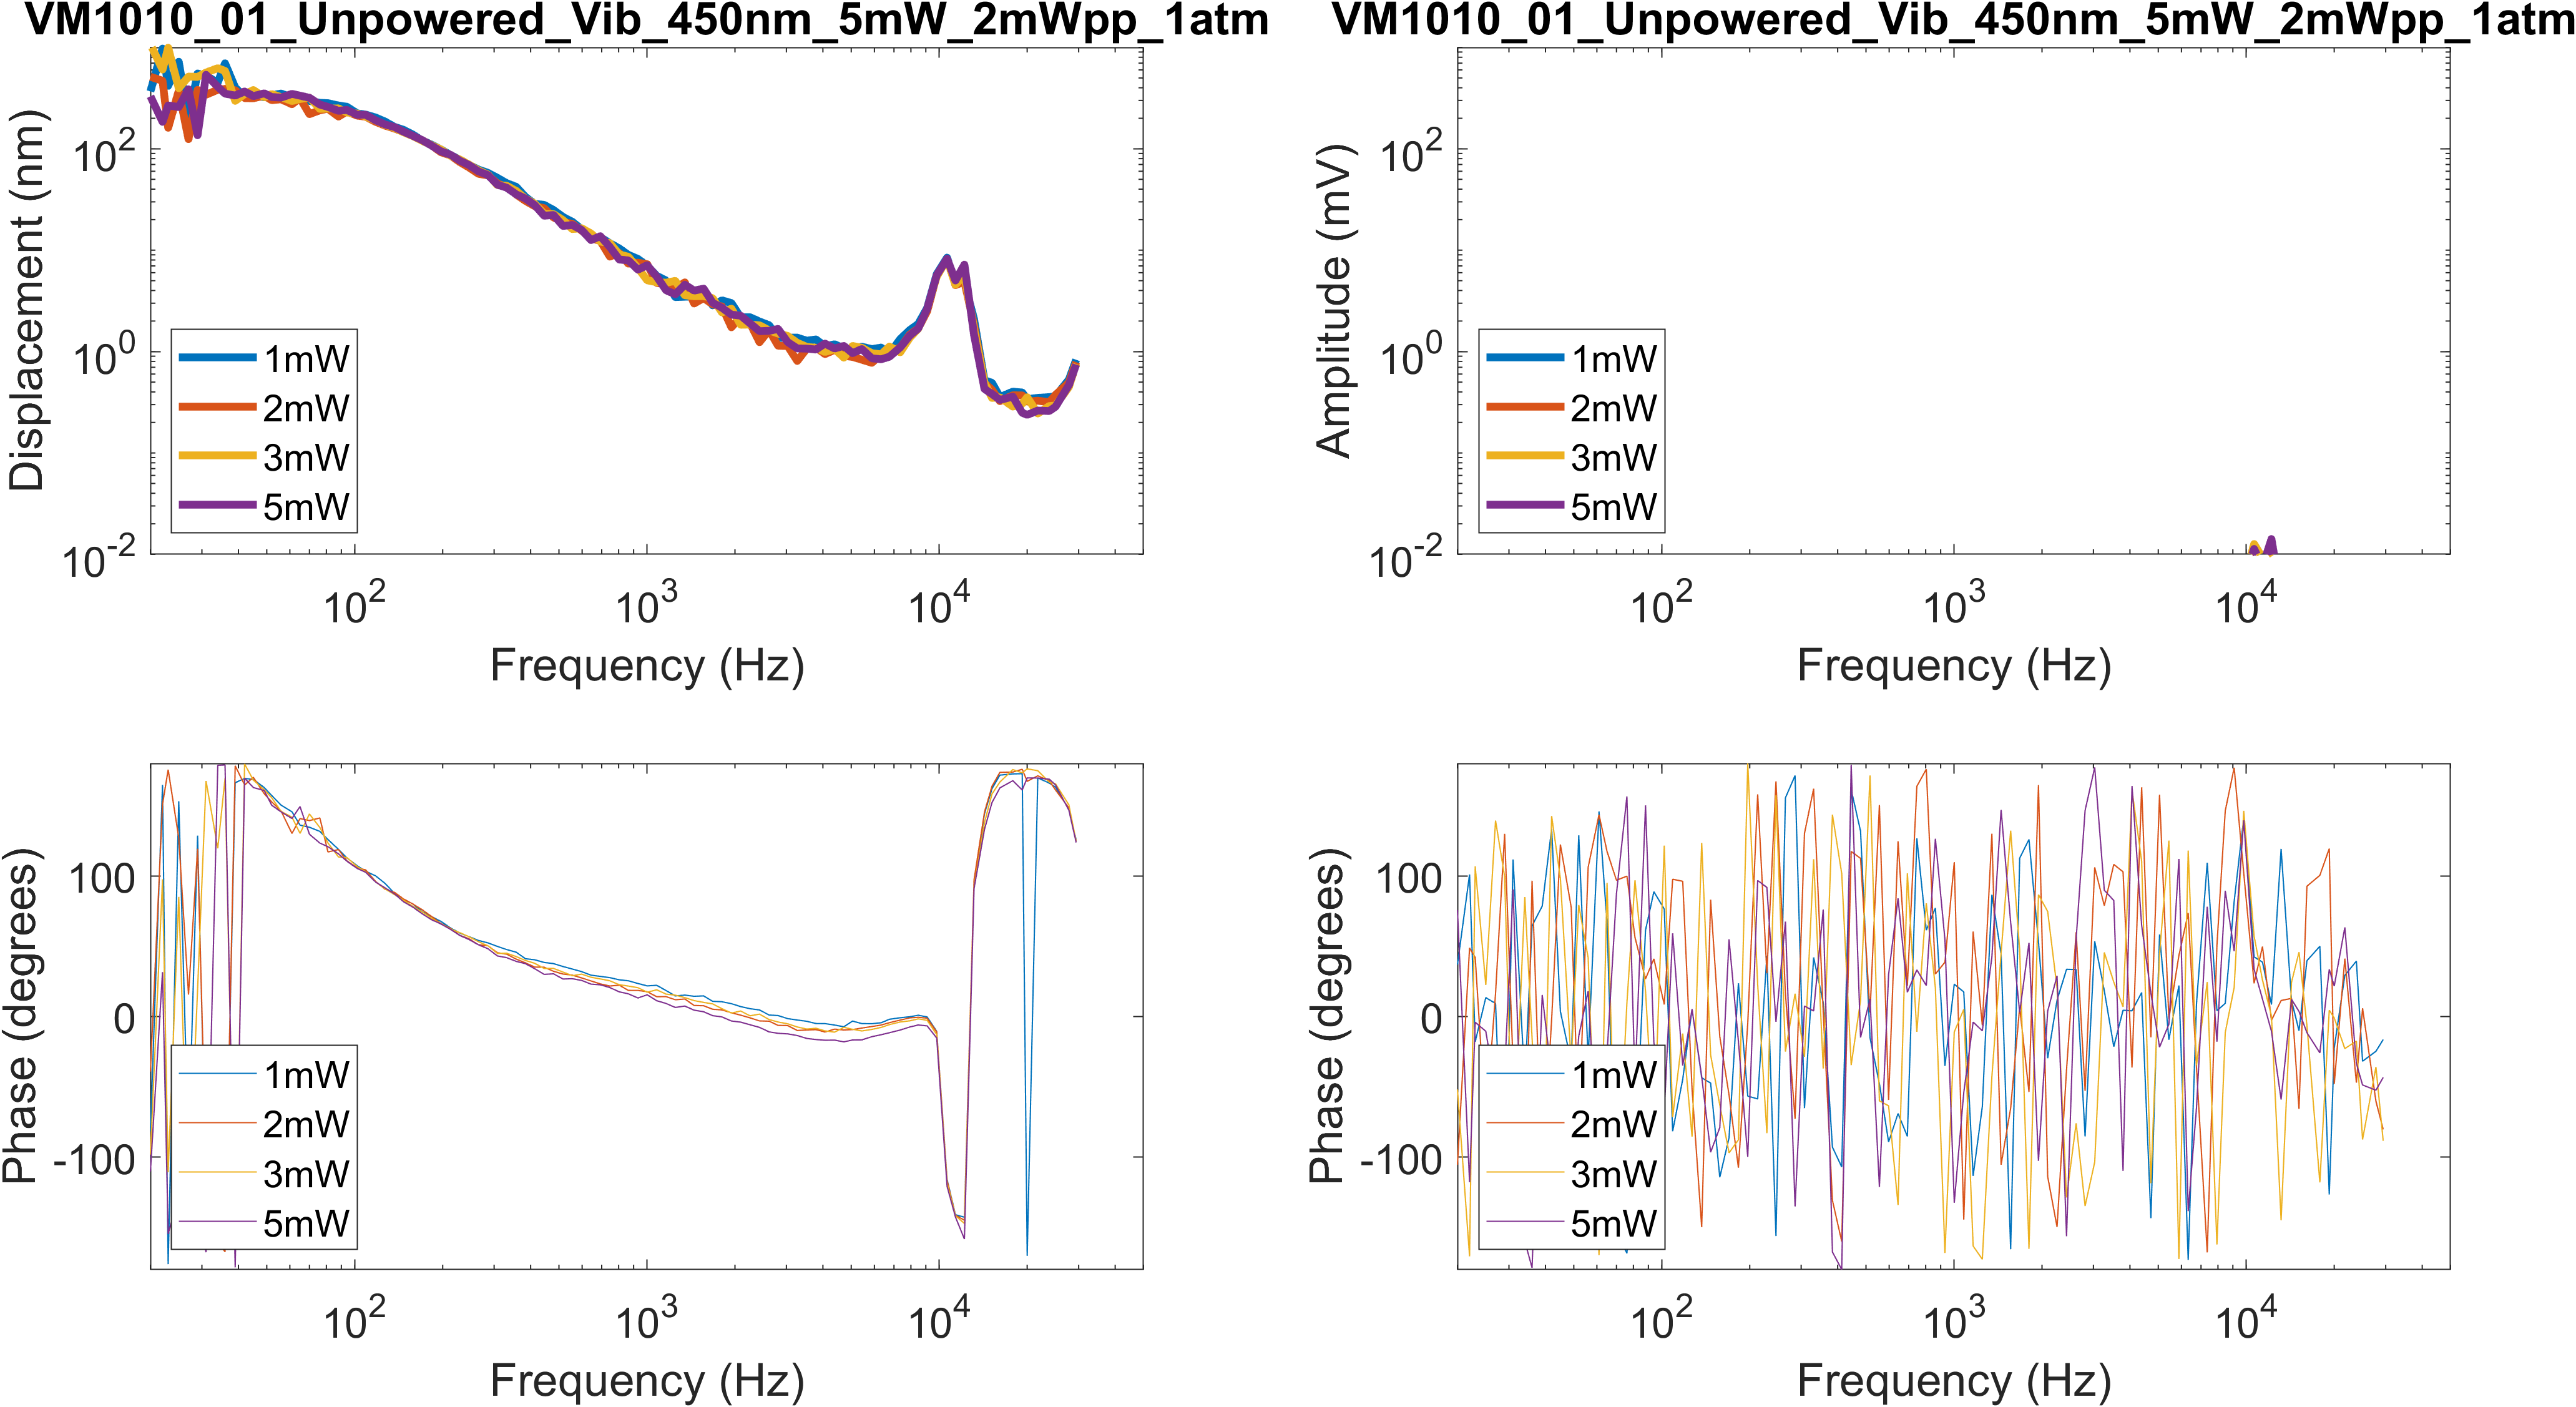 VM1010_01_Unpowered_Vib_450nm_5mW_2mWpp_1atm
Displacement (nm)
10^2
10^0
10^-2
1mW
2mW
3mW
5mW
10^2
10^3
10^4
Frequency (Hz)
VM1010_01_Unpowered_Vib_450nm_5mW_2mWpp_1atm
Amplitude (mV)
10^2
10^0
10^-2
1mW
2mW
3mW
5mW
10^2
10^3
10^4
Frequency (Hz)
Phase (degrees)
100
0
-100
1mW
2mW
3mW
5mW
10^2
10^3
10^4
Frequency (Hz)
Phase (degrees)
100
0
-100
1mW
2mW
3mW
5mW
10^2
10^3
10^4
Frequency (Hz)